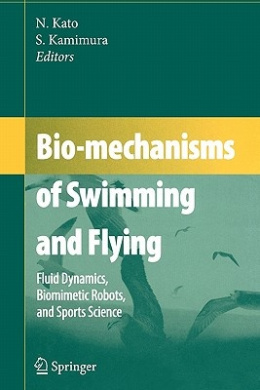 N. Kato
S. Kamimura
Editors
Bio-mechanisms
of Swimming
and Flying
Fluid Dynamics,
Biomimetic Robots,
and Sports Science
Springer